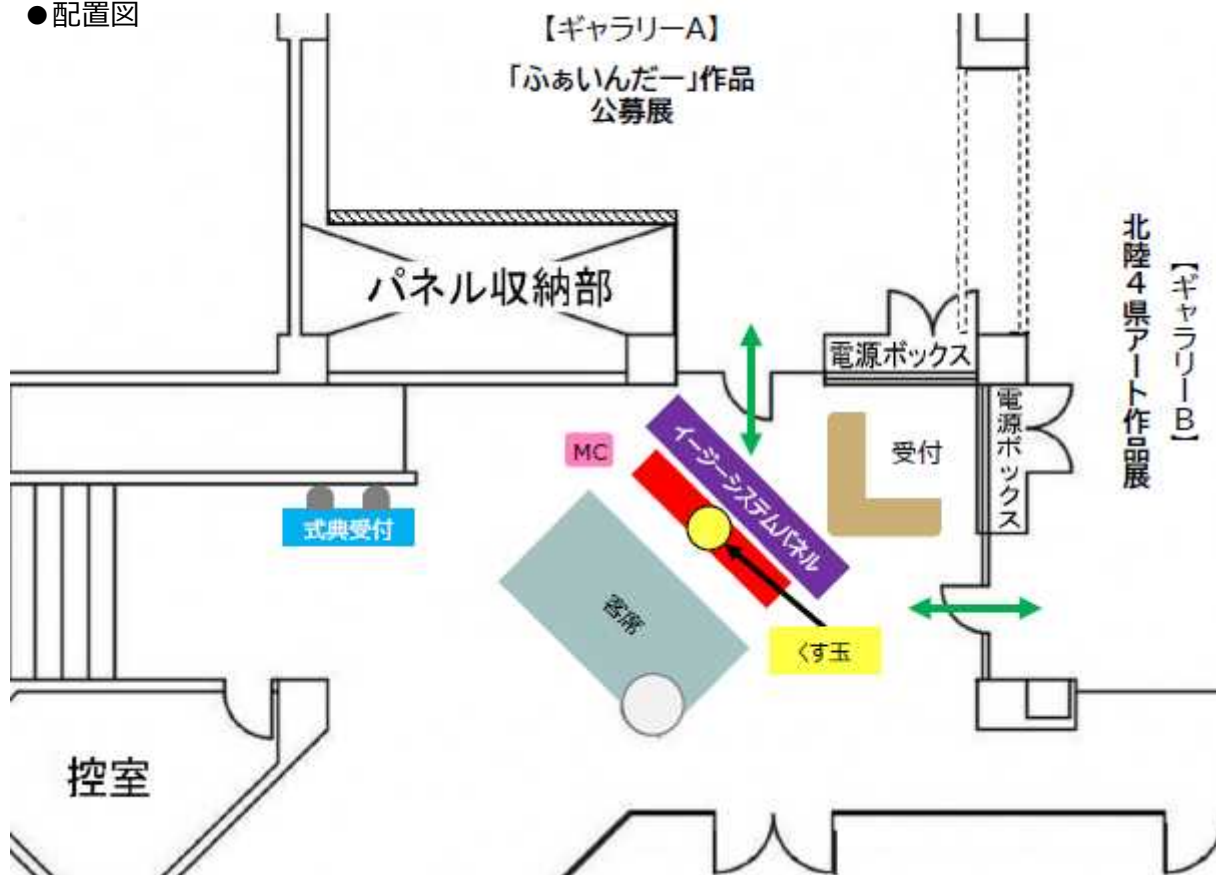 ●配置図
【ギャラリーA】
「ふぁいんだー」作品
公募展
パネル収納部
電源ボックス
電源ボックス
北陸4県アート作品展
【ギャラリーB】
MC
イージーシステムパネル
受付
式典受付
客席
くす玉
控室